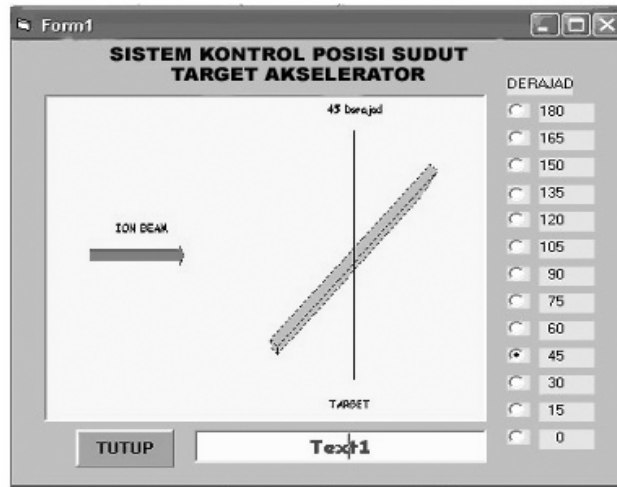 Form1
SISTEM KONTROL POSISI SUDUT
TARGET AKSELERATOR
DERAJAD
45 Derajad
180
165
150
135
120
105
90
75
60
45
30
15
0
ION BEAM
TARGET
TUTUP
Text1